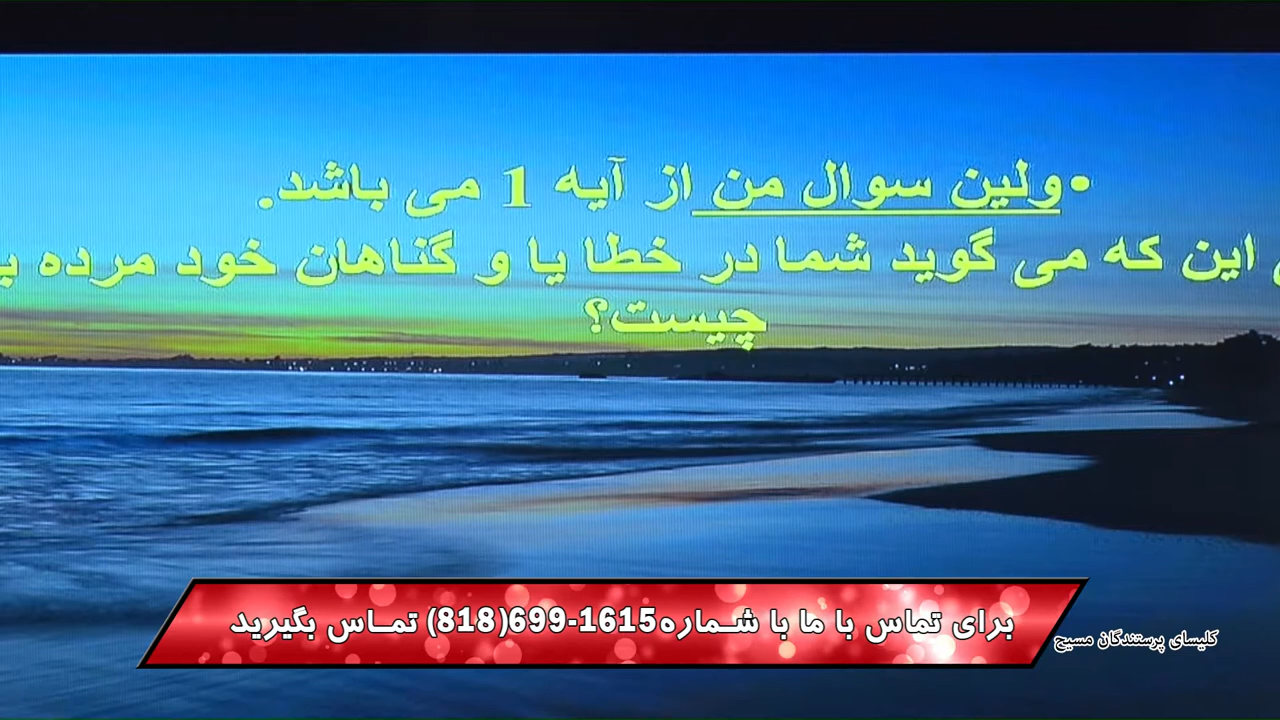 •ولین سوال من از آیه 1 می باشد.
این که می گوید شما در خطا یا و گناهان خود مرده
چیست؟
برای تماس با ما با شماره 699-1615(818) تماس بگیرید
کلیسای پرستندگان مسیح